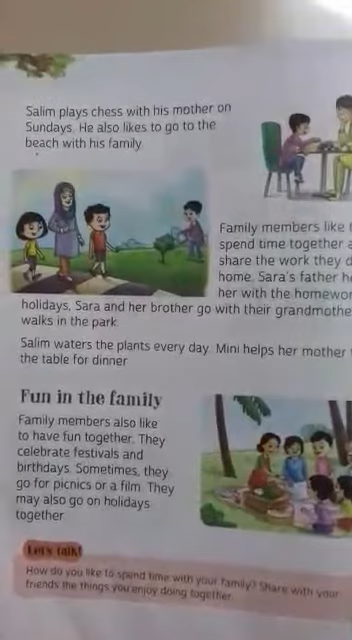 Salim plays chess with his mother on
Sundays. He also likes to go to the
beach with his family.
Family members like
spend time together
share the work they
home. Sara's father
her with the
holidays, Sara and her brother go with their
walks in the park.
Salim waters the plants every day. Mini helps her mother
the table for dinner.
Fun in the family
Family members also like
to have fun together. They
celebrate festivals and
birthdays. Sometimes, they
go for picnics or a film. They
may also go on holidays
together.
Let's talk!
How do you like to spend time with your family? Share with your
friends the things you enjoy doing together.